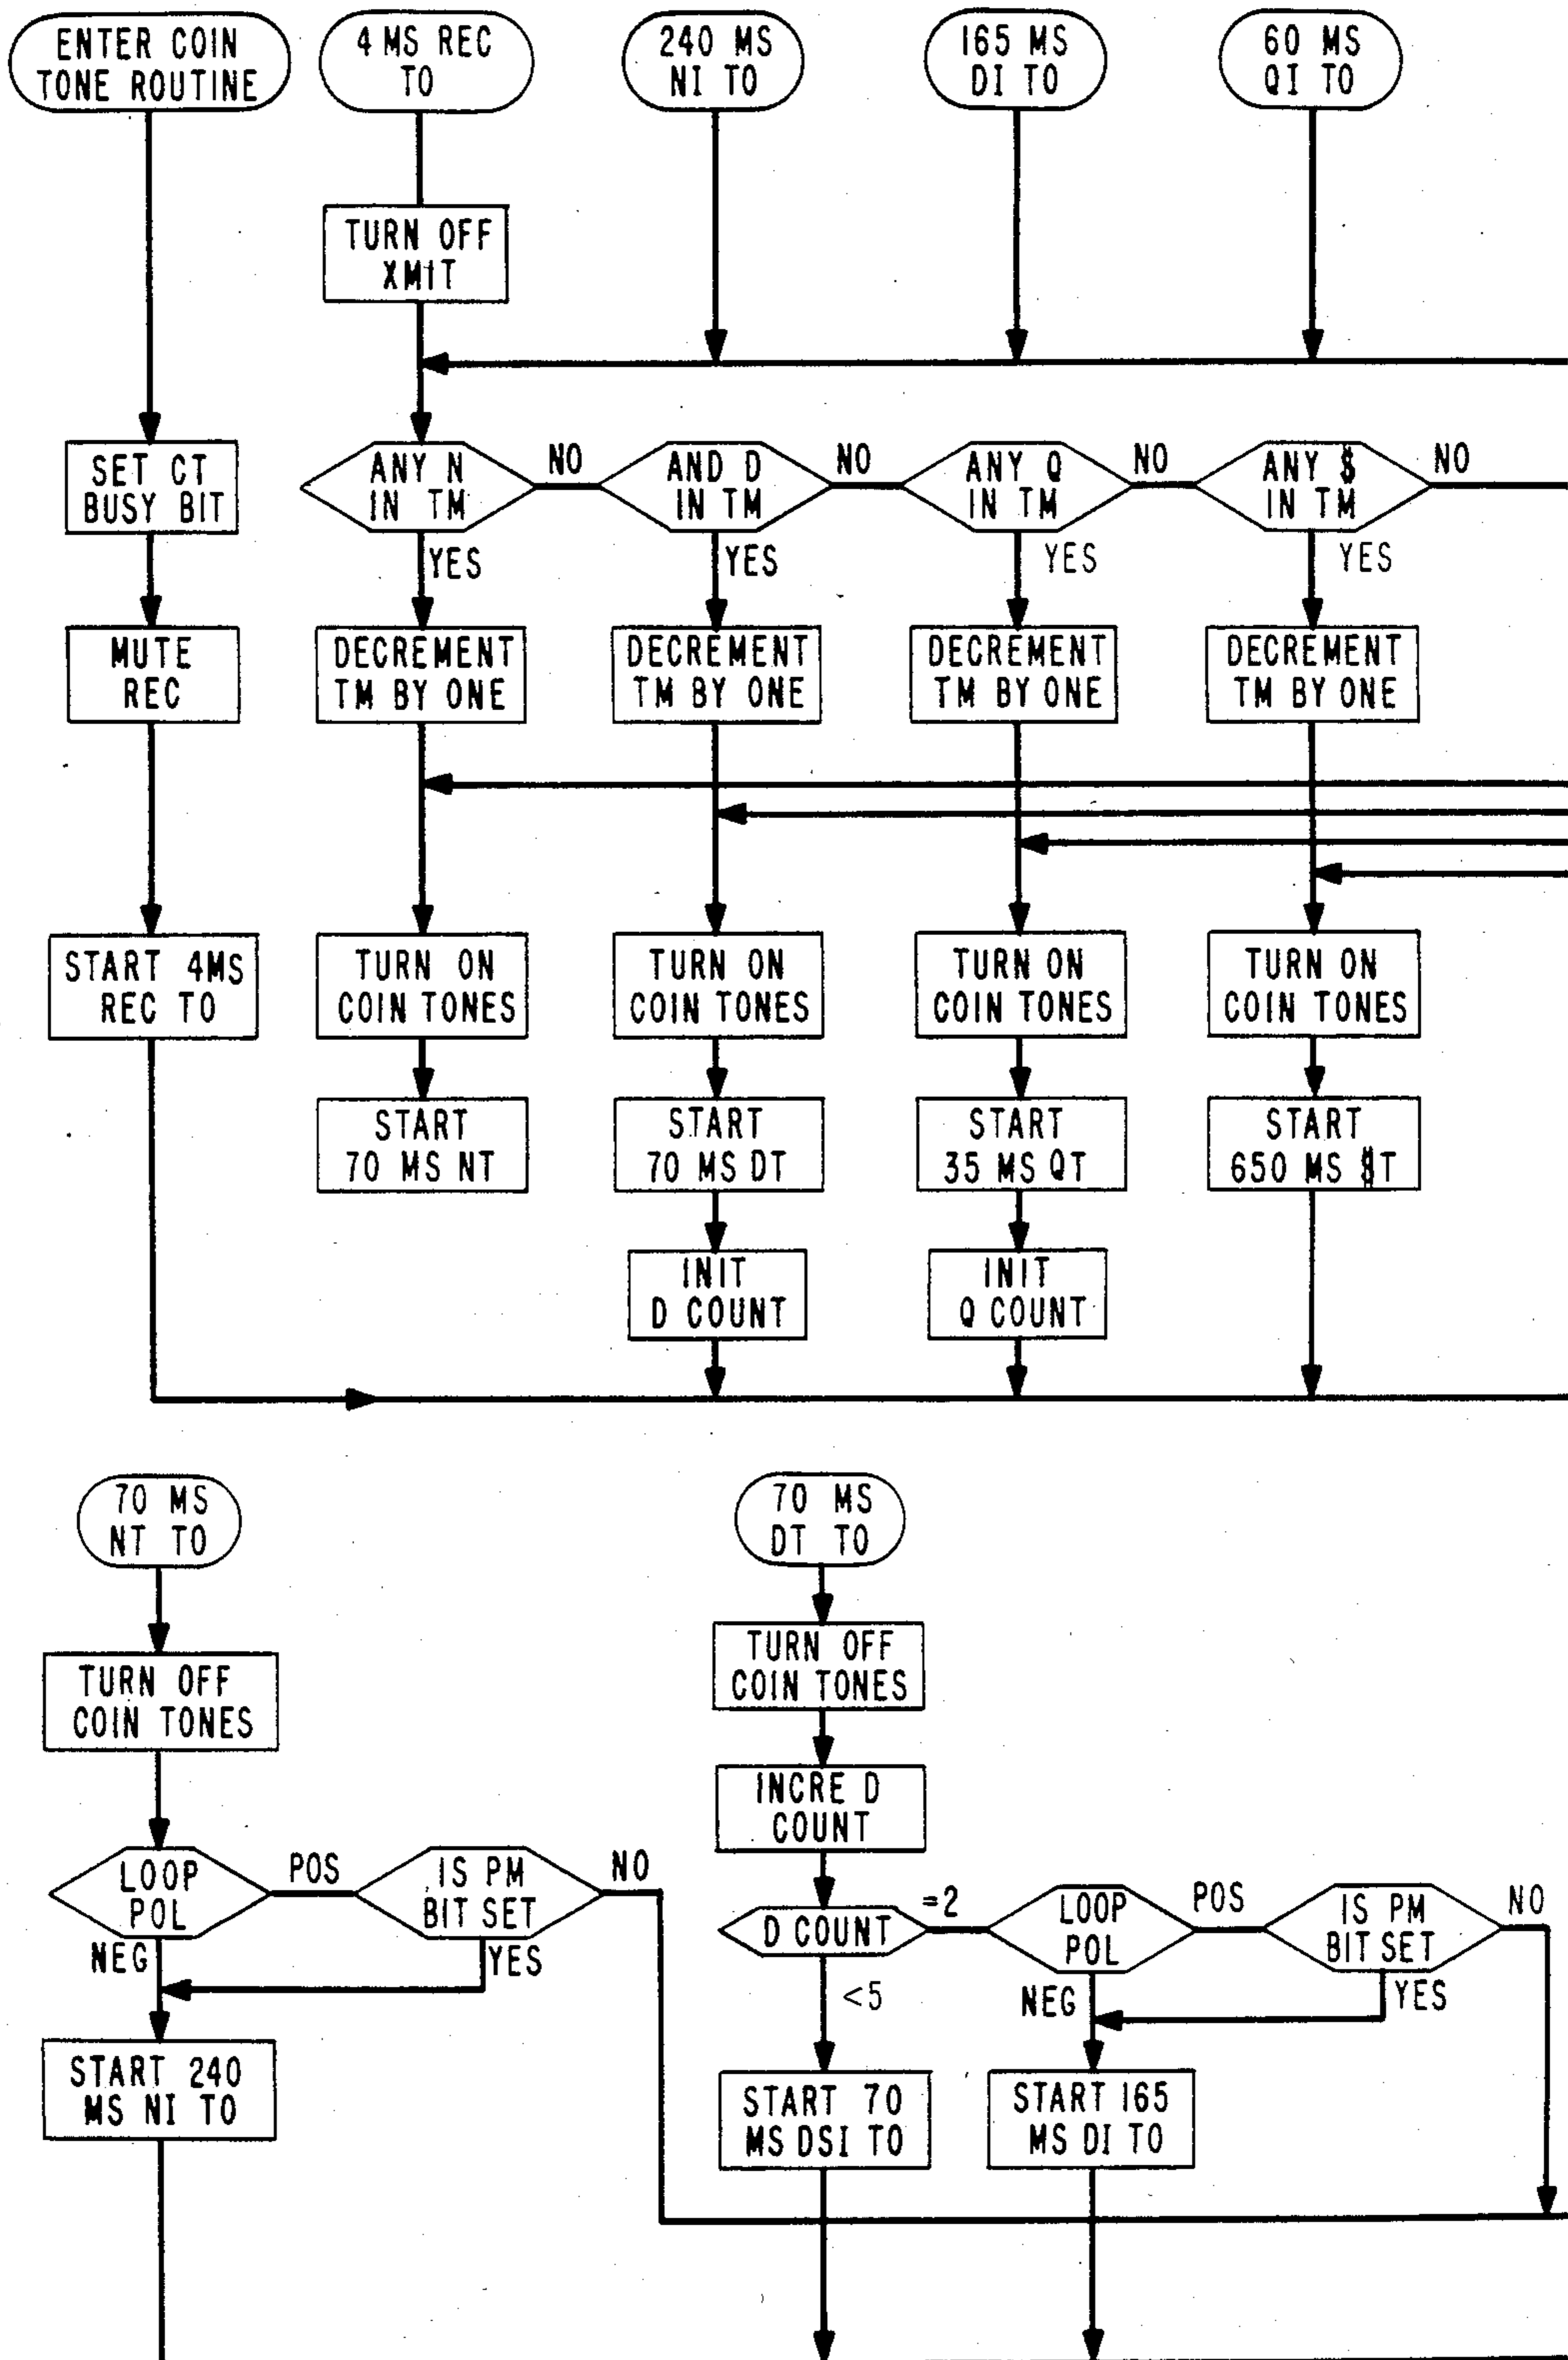 ENTER COIN
TONE ROUTINE
4 MS REC
TO
240 MS
NI TO
165 MS
DI TO
60 MS
QI TO
TURN OFF
XMIT
SET CT
BUSY BIT
ANY N
IN TM
NO
AND D
IN TM
NO
ANY Q
IN TM
NO
ANY $
IN TM
NO
YES
YES
YES
YES
MUTE
REC
DECREMENT
TM BY ONE
DECREMENT
TM BY ONE
DECREMENT
TM BY ONE
DECREMENT
TM BY ONE
START 4MS
REC TO
TURN ON
COIN TONES
TURN ON
COIN TONES
TURN ON
COIN TONES
TURN ON
COIN TONES
START
70 MS NT
START
70 MS DT
START
35 MS QT
START
650 MS $T
INIT
D COUNT
INIT
Q COUNT
70 MS
NT TO
70 MS
DT TO
TURN OFF
COIN TONES
TURN OFF
COIN TONES
INCRE D
COUNT
LOOP
POL
POS
IS PM
BIT SET
NO
NEG
YES
D COUNT
=2
LOOP
POL
POS
IS PM
BIT SET
NO
<5
NEG
YES
START 240
MS NI TO
START 70
MS DSI TO
START 165
MS DI TO